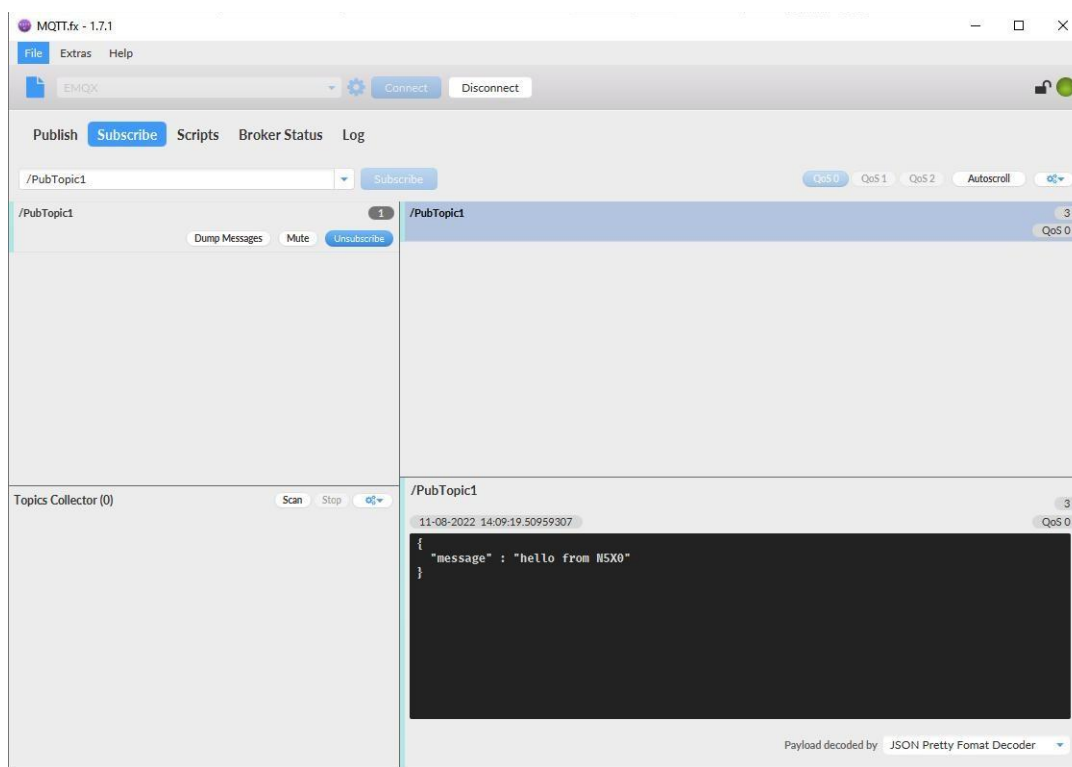 MQTT.fx - 1.7.1
File Extras Help
EMQX Connect Disconnect
Publish Subscribe Scripts Broker Status Log
/PubTopic1 Subscribe QoS 0 QoS 1 QoS 2 Autoscroll
/PubTopic1 1
Dump Messages Mute Unsubscribe
/PubTopic1 3
QoS 0
Topics Collector (0) Scan Stop
/PubTopic1
3
11-08-2022 14:09:19.50959307 QoS 0
{
"message" : "hello from N5X0"
}
Payload decoded by JSON Pretty Fomat Decoder